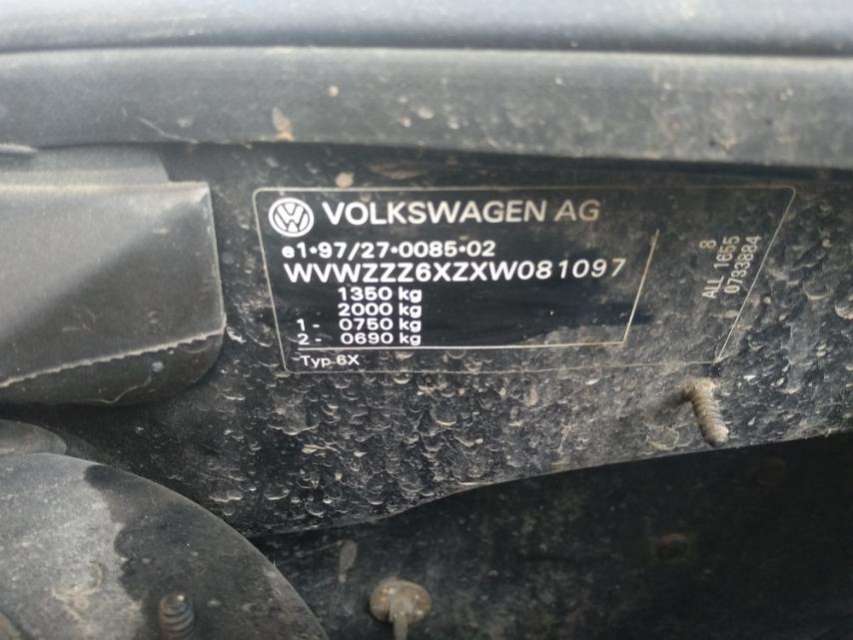 VOLKSWAGEN AG
e1•97/27•0085-02
WVWZZZ6XZXW081097
1350 kg
2000 kg
1- 0750 kg
2- 0690 kg
Typ 6X
8
ALL 1655
0733884